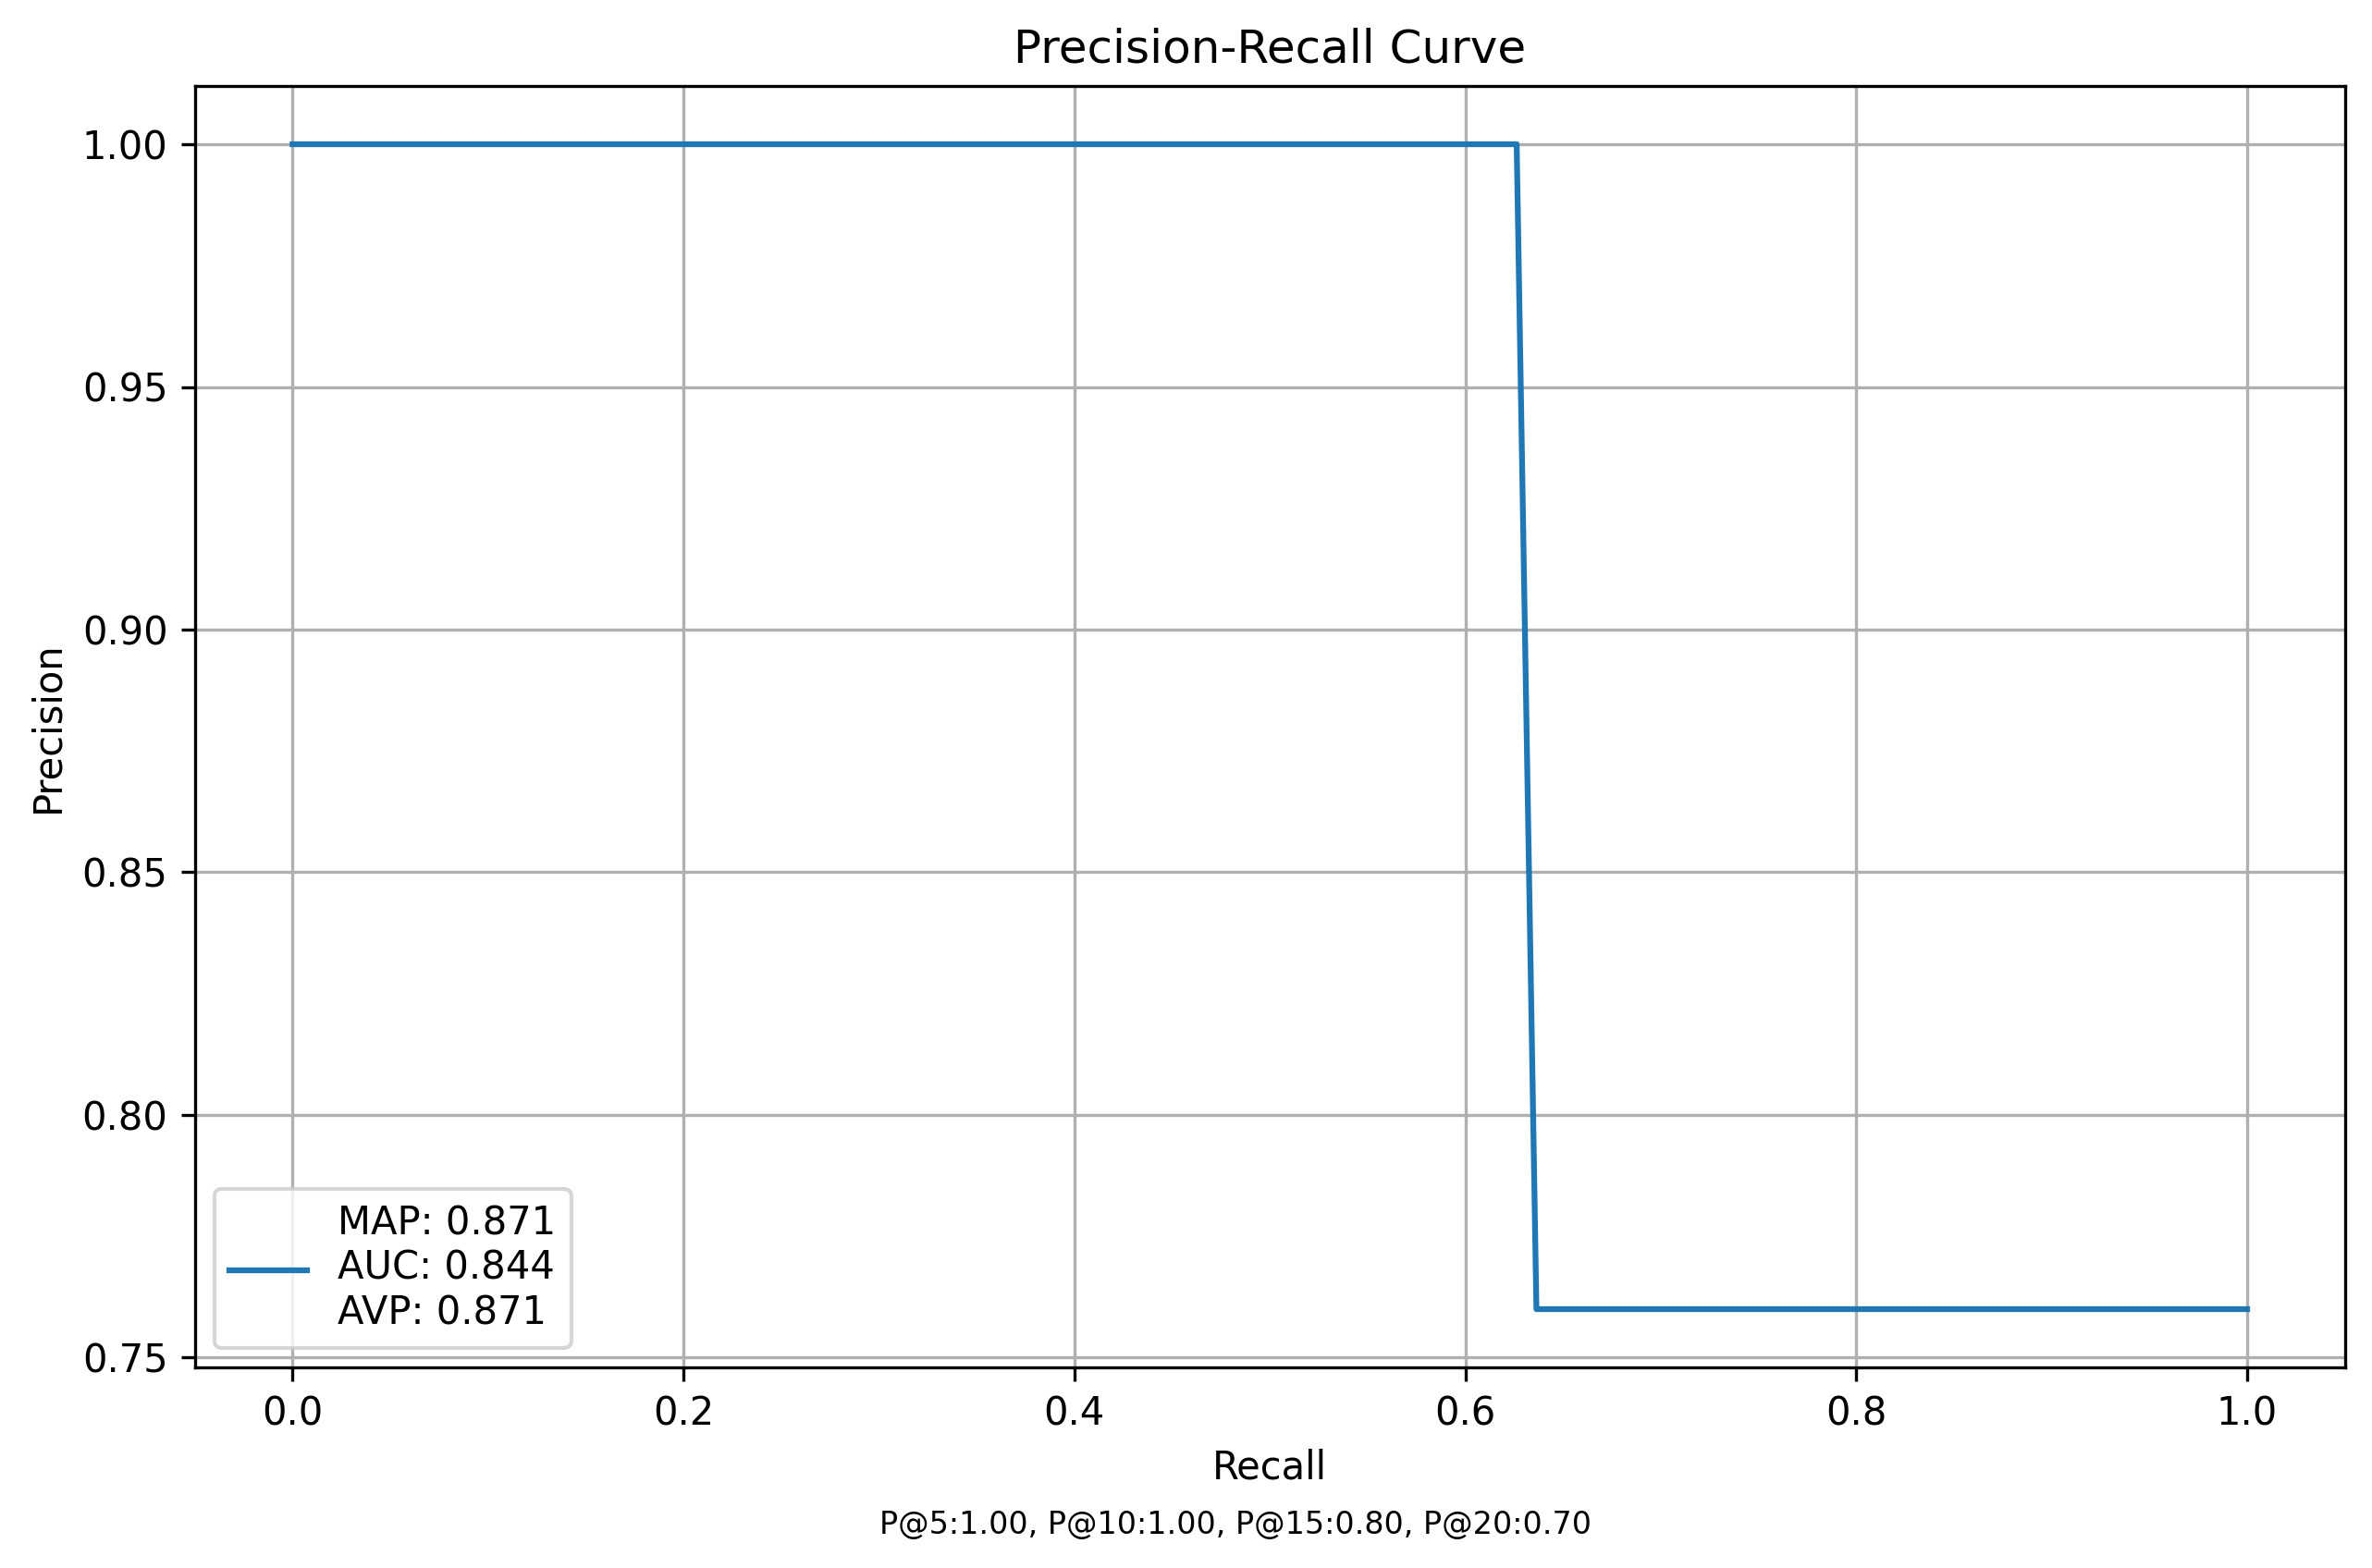 Precision-Recall Curve
1.00
0.95
0.90
0.85
0.80
0.75
Precision
MAP: 0.871
AUC: 0.844
AVP: 0.871
0.0 0.2 0.4 0.6 0.8 1.0
Recall
P@5:1.00, P@10:1.00, P@15:0.80, P@20:0.70